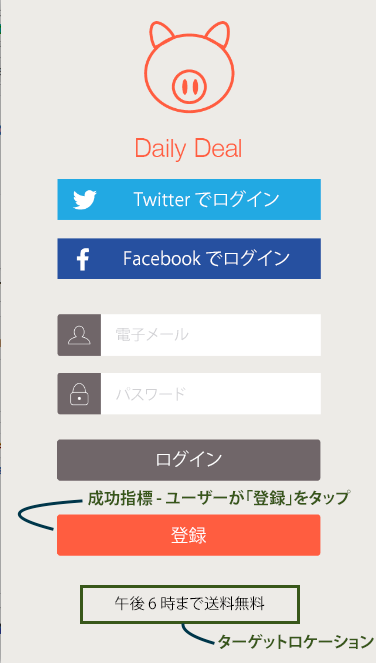 Daily Deal
Twitter でログイン
Facebook でログイン
電子メール
パスワード
ログイン
成功指標 - ユーザーが「登録」をタップ
登録
午後 6 時まで送料無料
ターゲットロケーション